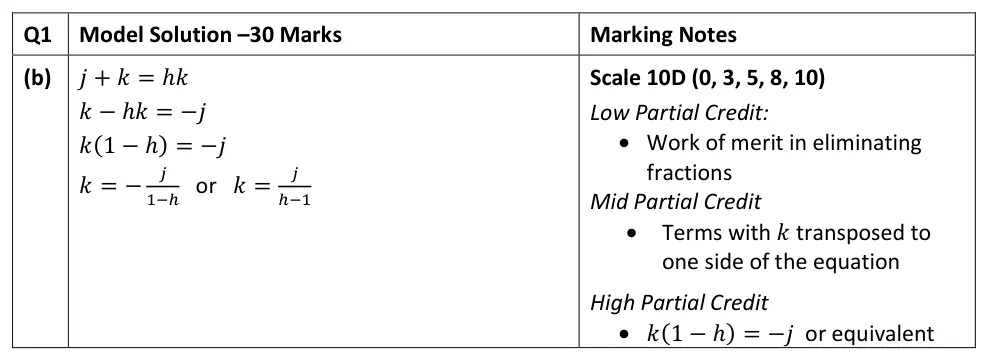 Q1 Model Solution –30 Marks Marking Notes
(b) j + k = hk
k − hk = −j
k(1 − h) = −j
k = − j/(1−h) or k = j/(h−1)
Scale 10D (0, 3, 5, 8, 10)
Low Partial Credit:
• Work of merit in eliminating
fractions
Mid Partial Credit
• Terms with k transposed to
one side of the equation
High Partial Credit
• k(1 − h) = −j or equivalent